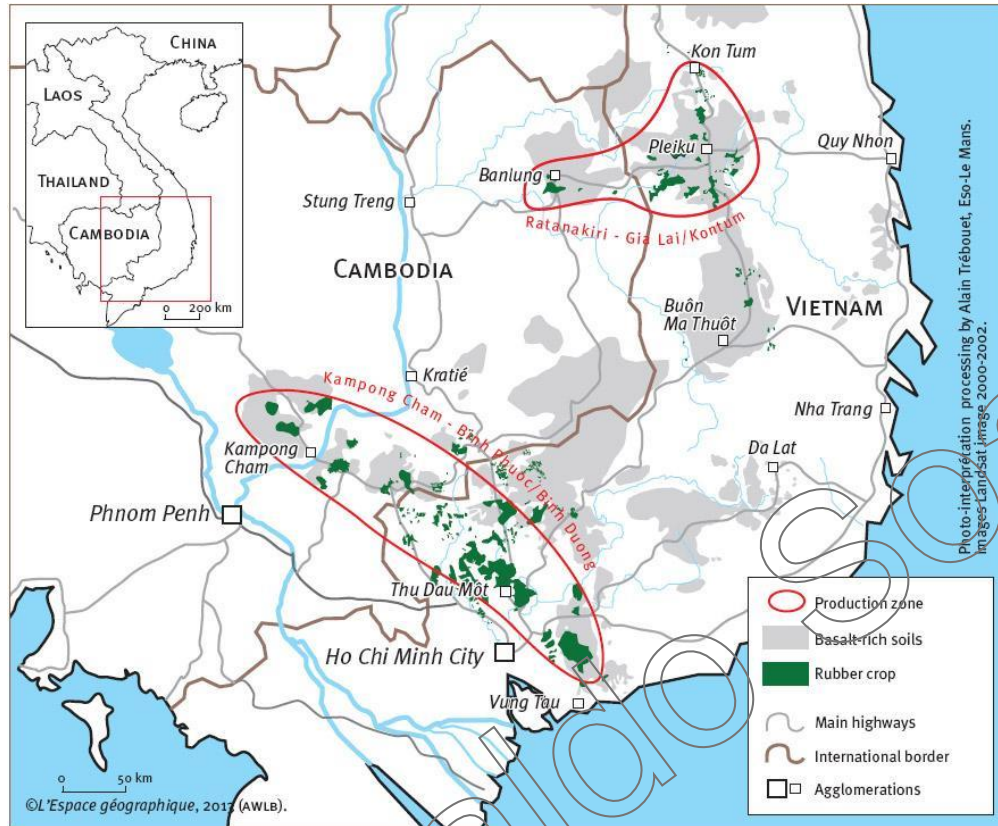 CHINA
LAOS
THAILAND
CAMBODIA
0 200 km
Kon Tum
Pleiku
Quy Nhon
Banlung
Stung Treng
Ratanakiri - Gia Lai/Kontum
CAMBODIA
VIETNAM
Buôn
Ma Thuôt
Kratié
Kampong Cham - Binh Phuoc/Binh Duong
Nha Trang
Kampong
Cham
Da Lat
Phnom Penh
Thu Dau Môt
Ho Chi Minh City
Vung Tau
Production zone
Basalt-rich soils
Rubber crop
Main highways
International border
Agglomerations
0 50 km
©L'Espace géographique, 2013 (AWLB).
Photo-interprétation processing by Alain Trébouet, Eso-Le Mans.
Images Landsat Image 2000-2002.